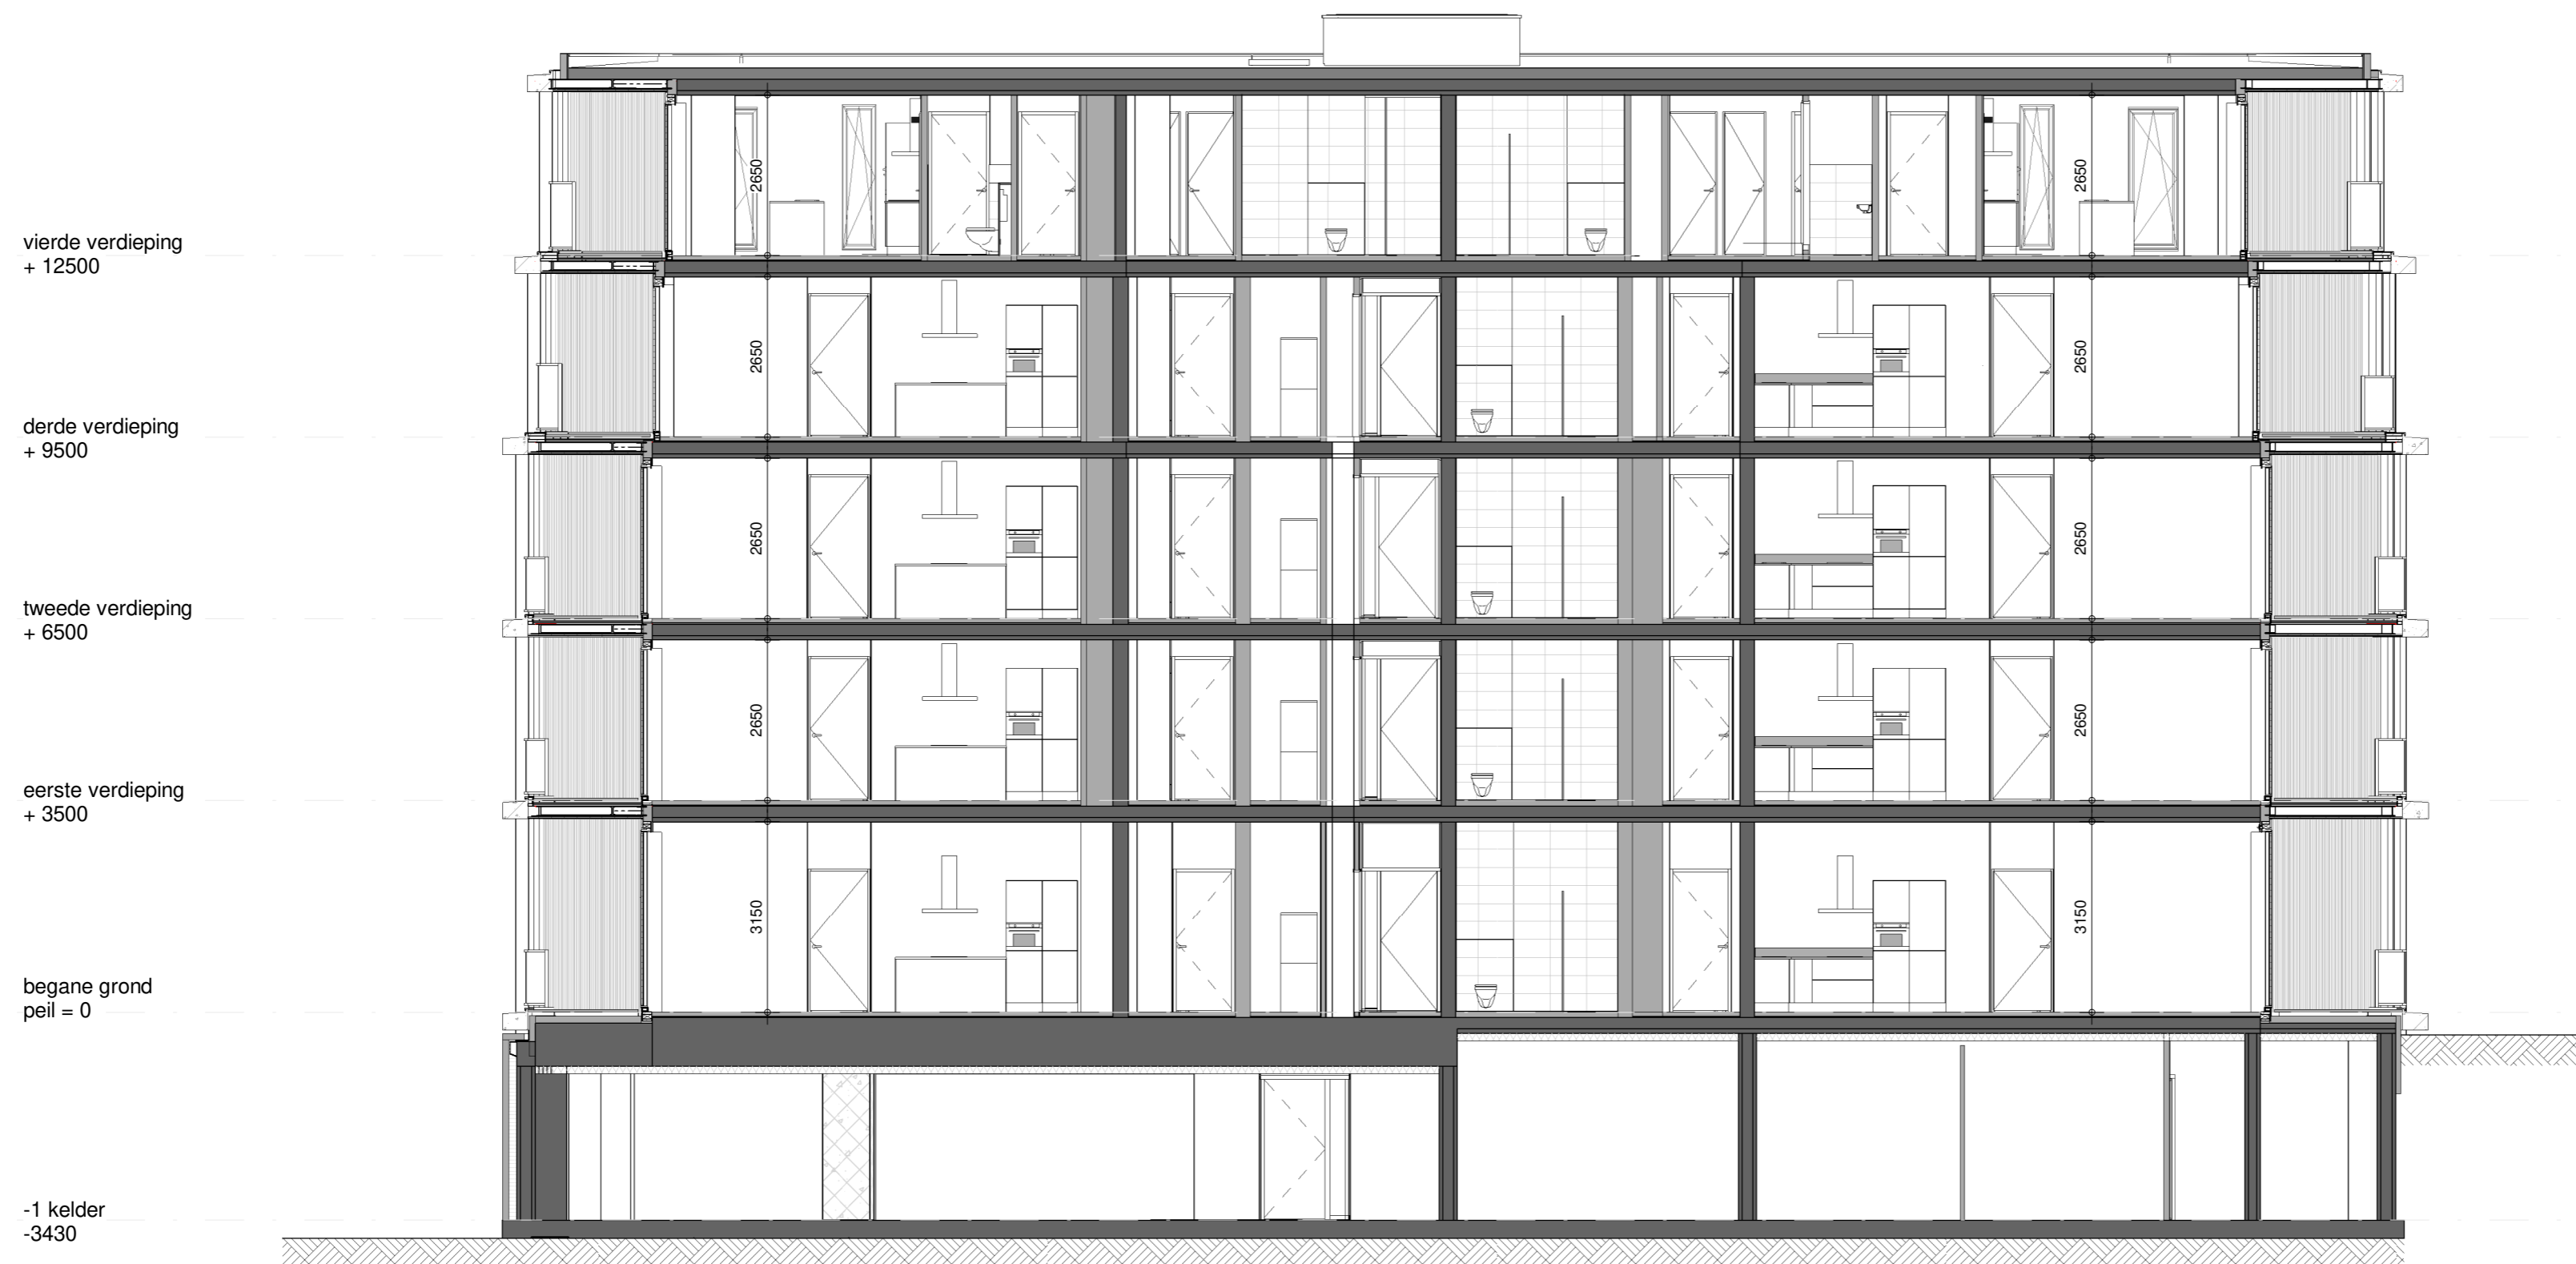 2650
2650
vierde verdieping
+ 12500
2650
2650
derde verdieping
+ 9500
2650
2650
tweede verdieping
+ 6500
2650
2650
eerste verdieping
+ 3500
3150
3150
begane grond
peil = 0
-1 kelder
-3430